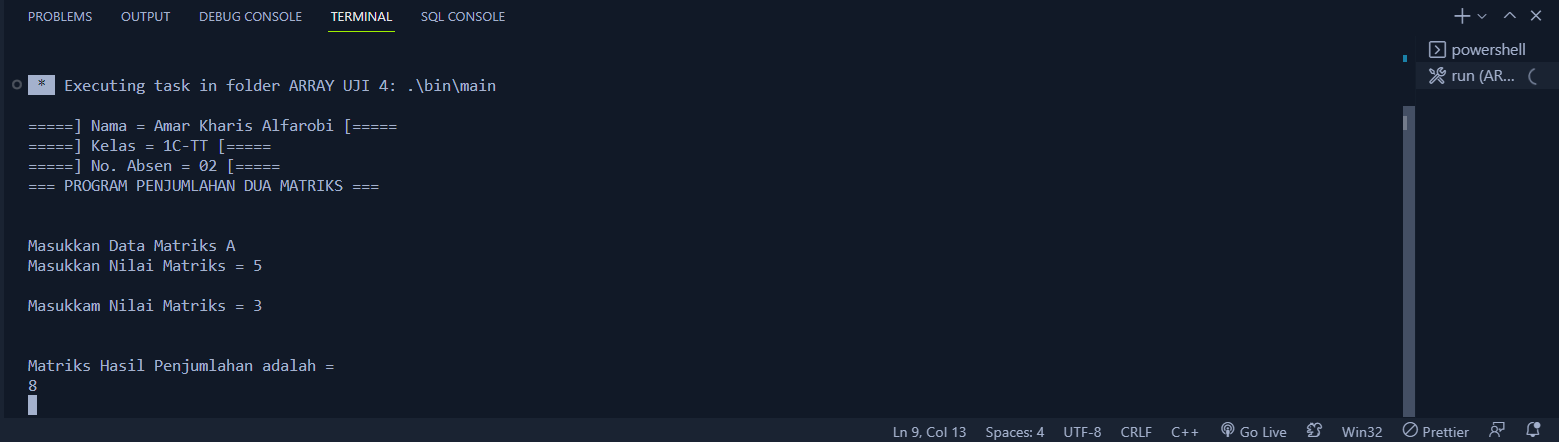 PROBLEMS OUTPUT DEBUG CONSOLE TERMINAL SQL CONSOLE
powershell
run (AR...
* Executing task in folder ARRAY UJI 4: .\bin\main
=====] Nama = Amar Kharis Alfarobi [=====
=====] Kelas = 1C-TT [=====
=====] No. Absen = 02 [=====
=== PROGRAM PENJUMLAHAN DUA MATRIKS ===
Masukkan Data Matriks A
Masukkan Nilai Matriks = 5
Masukkam Nilai Matriks = 3
Matriks Hasil Penjumlahan adalah =
8
Ln 9, Col 13 Spaces: 4 UTF-8 CRLF C++ Go Live Win32 Prettier